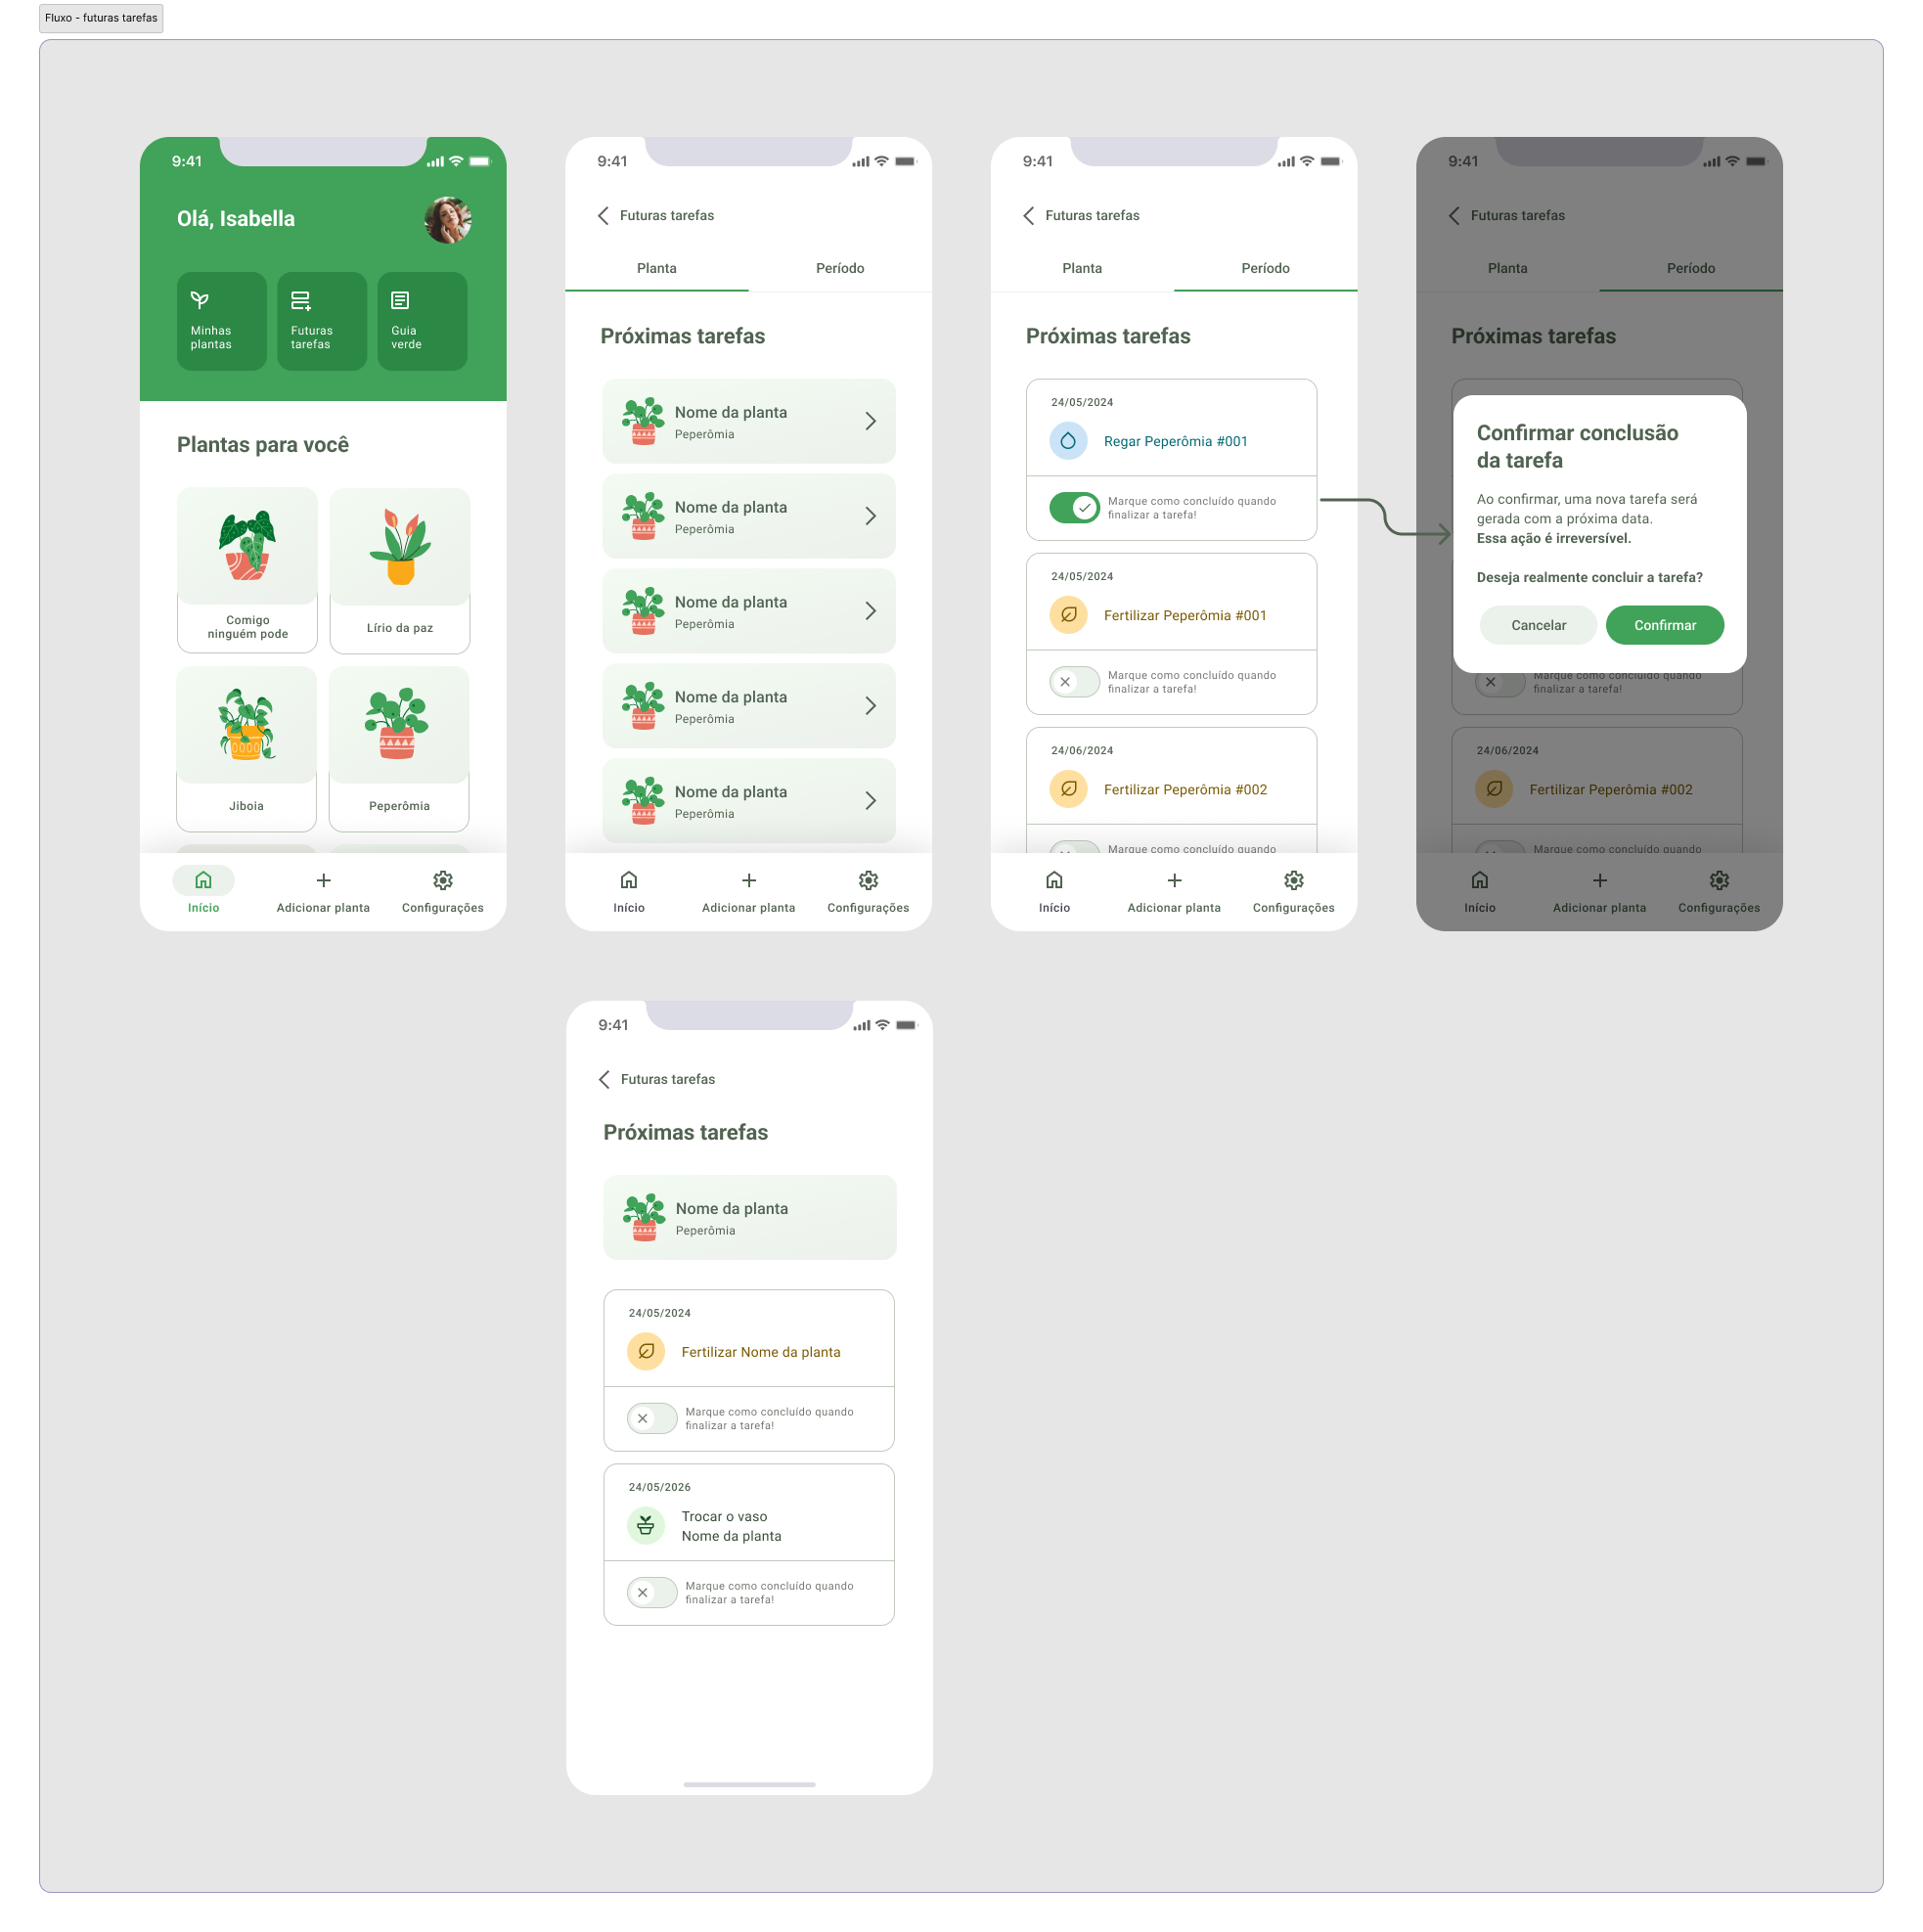 Fluxo - futuras tarefas
9:41
Olá, Isabella
Minhas
plantas
Futuras
tarefas
Guia
verde
Plantas para você
Comigo
ninguém pode
Lírio da paz
Jiboia
Peperômia
Início
Adicionar planta
Configurações
9:41
Futuras tarefas
Planta
Período
Próximas tarefas
Nome da planta
Peperômia
Nome da planta
Peperômia
Nome da planta
Peperômia
Nome da planta
Peperômia
Nome da planta
Peperômia
Início
Adicionar planta
Configurações
9:41
Futuras tarefas
Planta
Período
Próximas tarefas
24/05/2024
Regar Peperômia #001
Marque como concluído quando
finalizar a tarefa!
24/05/2024
Fertilizar Peperômia #001
Marque como concluído quando
finalizar a tarefa!
24/06/2024
Fertilizar Peperômia #002
Marque como concluído quando
Início
Adicionar planta
Configurações
9:41
Futuras tarefas
Planta
Período
Próximas tarefas
Confirmar conclusão
da tarefa
Ao confirmar, uma nova tarefa será
gerada com a próxima data.
Essa ação é irreversível.
Deseja realmente concluir a tarefa?
Cancelar
Confirmar
Marque como concluído quando
finalizar a tarefa!
24/06/2024
Fertilizar Peperômia #002
Marque como concluído quando
Início
Adicionar planta
Configurações
9:41
Futuras tarefas
Próximas tarefas
Nome da planta
Peperômia
24/05/2024
Fertilizar Nome da planta
Marque como concluído quando
finalizar a tarefa!
24/05/2026
Trocar o vaso
Nome da planta
Marque como concluído quando
finalizar a tarefa!